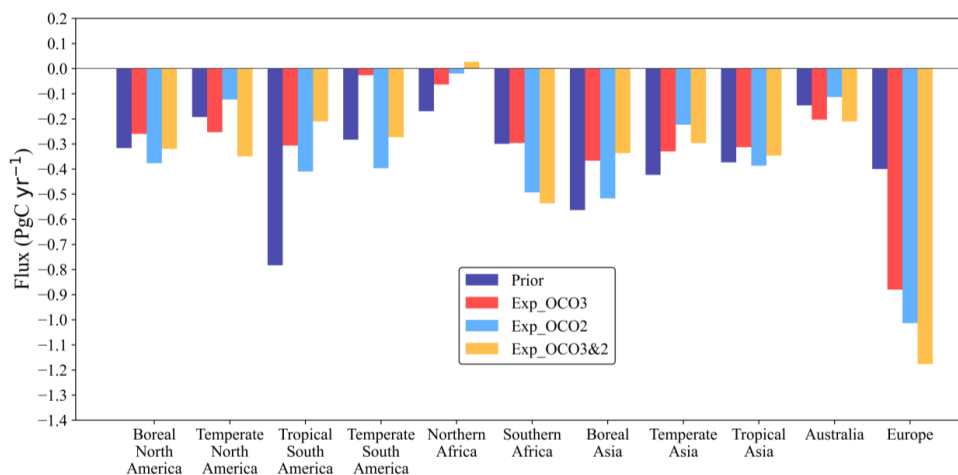 0.2
0.1
0.0
−0.1
−0.2
−0.3
−0.4
−0.5
−0.6
−0.7
−0.8
−0.9
−1.0
−1.1
−1.2
−1.3
−1.4
Flux (PgC yr⁻¹)
Prior
Exp_OCO3
Exp_OCO2
Exp_OCO3&2
Boreal
North
America
Temperate
North
America
Tropical
South
America
Temperate
South
America
Northern
Africa
Southern
Africa
Boreal
Asia
Temperate
Asia
Tropical
Asia
Australia
Europe